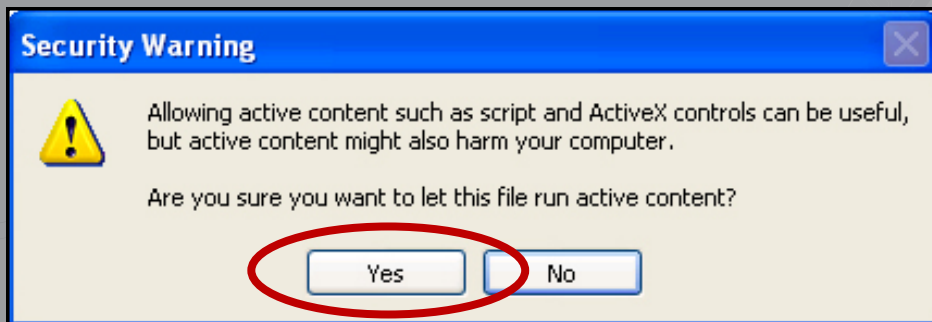 Security Warning
Allowing active content such as script and ActiveX controls can be useful,
but active content might also harm your computer.
Are you sure you want to let this file run active content?
Yes No